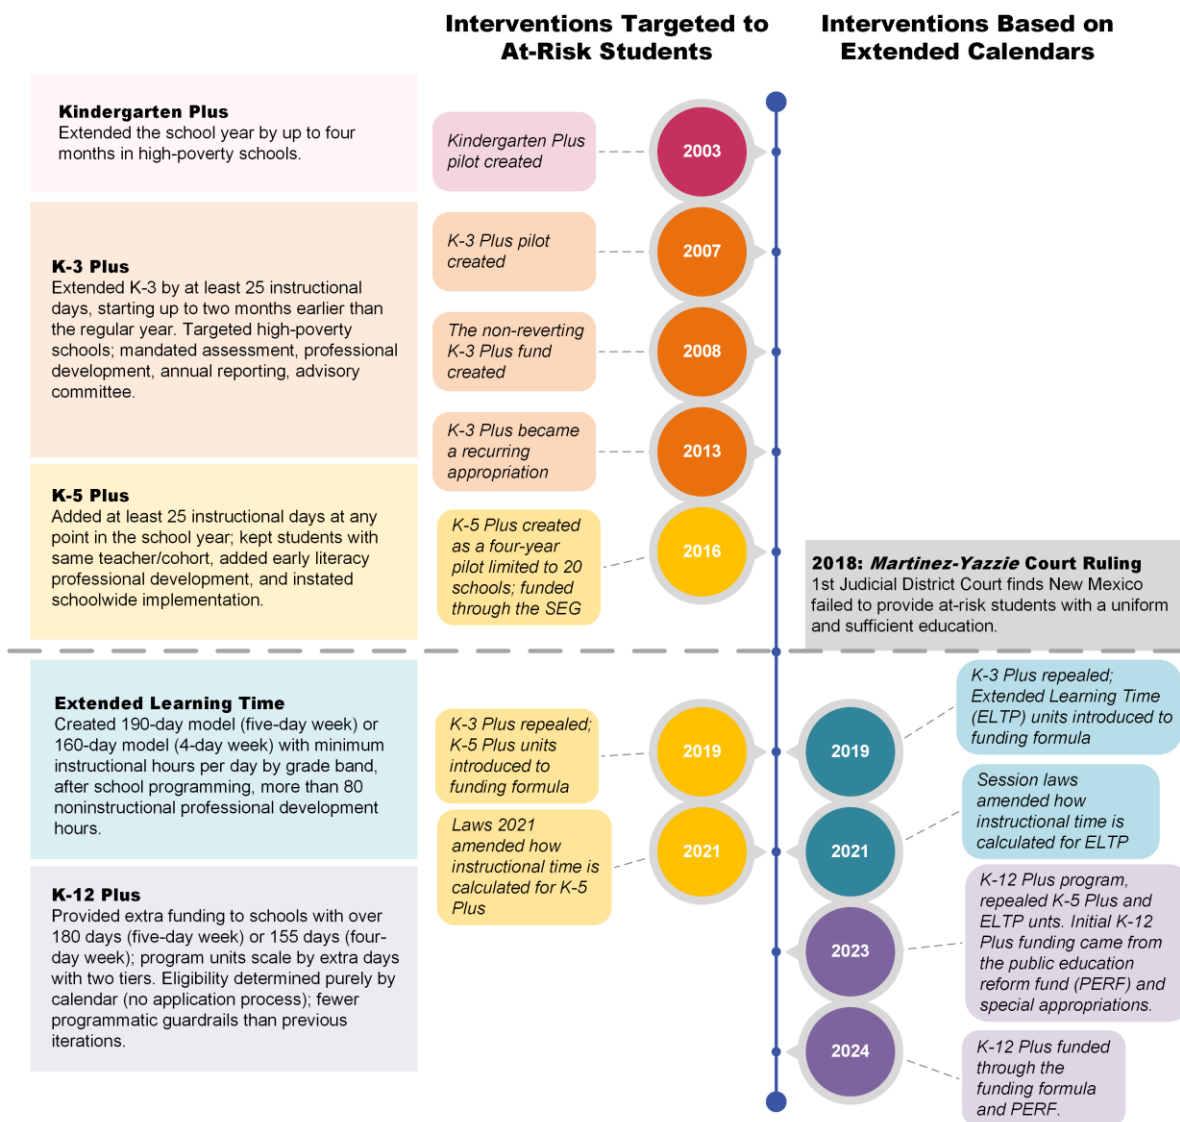 Interventions Targeted to
At-Risk Students
Interventions Based on
Extended Calendars
Kindergarten Plus
Extended the school year by up to four
months in high-poverty schools.
Kindergarten Plus
pilot created
2003
K-3 Plus
Extended K-3 by at least 25 instructional
days, starting up to two months earlier than
the regular year. Targeted high-poverty
schools; mandated assessment, professional
development, annual reporting, advisory
committee.
K-3 Plus pilot
created
2007
The non-reverting
K-3 Plus fund
created
2008
K-3 Plus became
a recurring
appropriation
2013
K-5 Plus
Added at least 25 instructional days at any
point in the school year; kept students with
same teacher/cohort, added early literacy
professional development, and instated
schoolwide implementation.
K-5 Plus created
as a four-year
pilot limited to 20
schools; funded
through the SEG
2016
2018: Martinez-Yazzie Court Ruling
1st Judicial District Court finds New Mexico
failed to provide at-risk students with a uniform
and sufficient education.
Extended Learning Time
Created 190-day model (five-day week) or
160-day model (4-day week) with minimum
instructional hours per day by grade band,
after school programming, more than 80
noninstructional professional development
hours.
K-3 Plus repealed;
K-5 Plus units
introduced to
funding formula
2019
2019
K-3 Plus repealed;
Extended Learning Time
(ELTP) units introduced to
funding formula
Laws 2021
amended how
instructional time is
calculated for K-5
Plus
2021
2021
Session laws
amended how
instructional time is
calculated for ELTP
K-12 Plus
Provided extra funding to schools with over
180 days (five-day week) or 155 days (four-
day week); program units scale by extra days
with two tiers. Eligibility determined purely by
calendar (no application process); fewer
programmatic guardrails than previous
iterations.
2023
K-12 Plus program,
repealed K-5 Plus and
ELTP unts. Initial K-12
Plus funding came from
the public education
reform fund (PERF) and
special appropriations.
2024
K-12 Plus funded
through the
funding formula
and PERF.